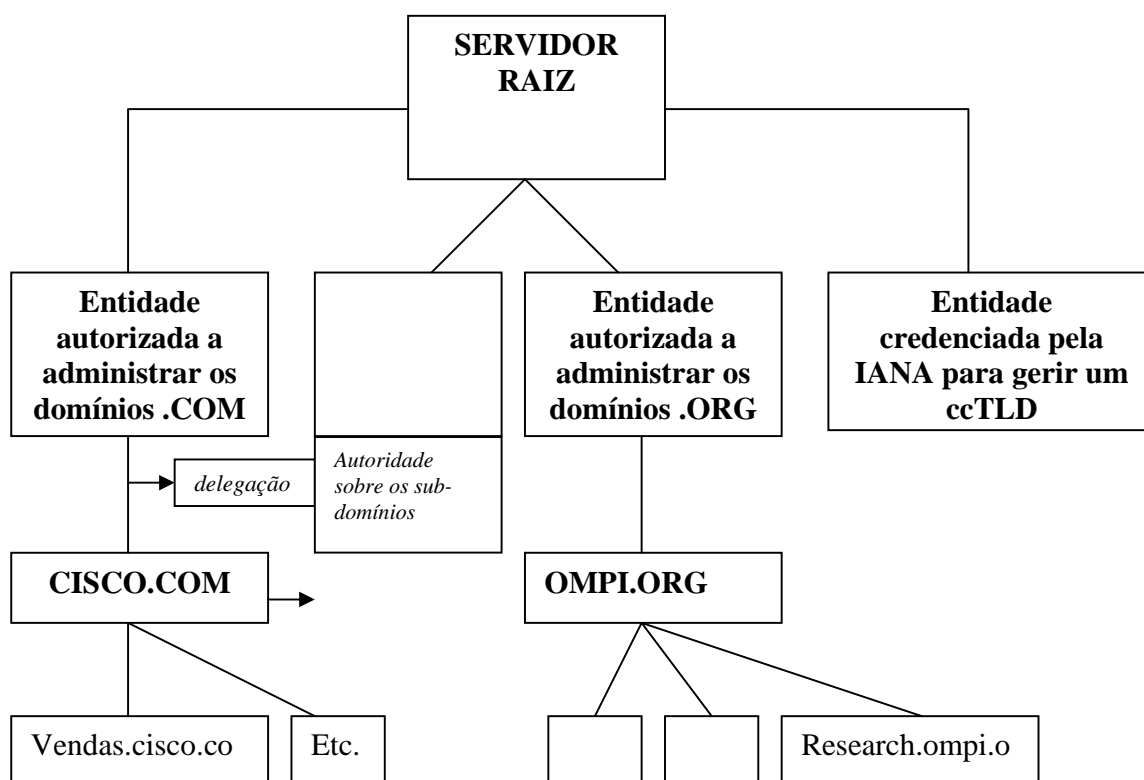 SERVIDOR
RAIZ
Entidade
autorizada a
administrar os
domínios .COM
Entidade
autorizada a
administrar os
domínios .ORG
Entidade
credenciada pela
IANA para gerir um
ccTLD
delegação
Autoridade
sobre os sub-
domínios
CISCO.COM
OMPI.ORG
Vendas.cisco.co
Etc.
Research.ompi.o